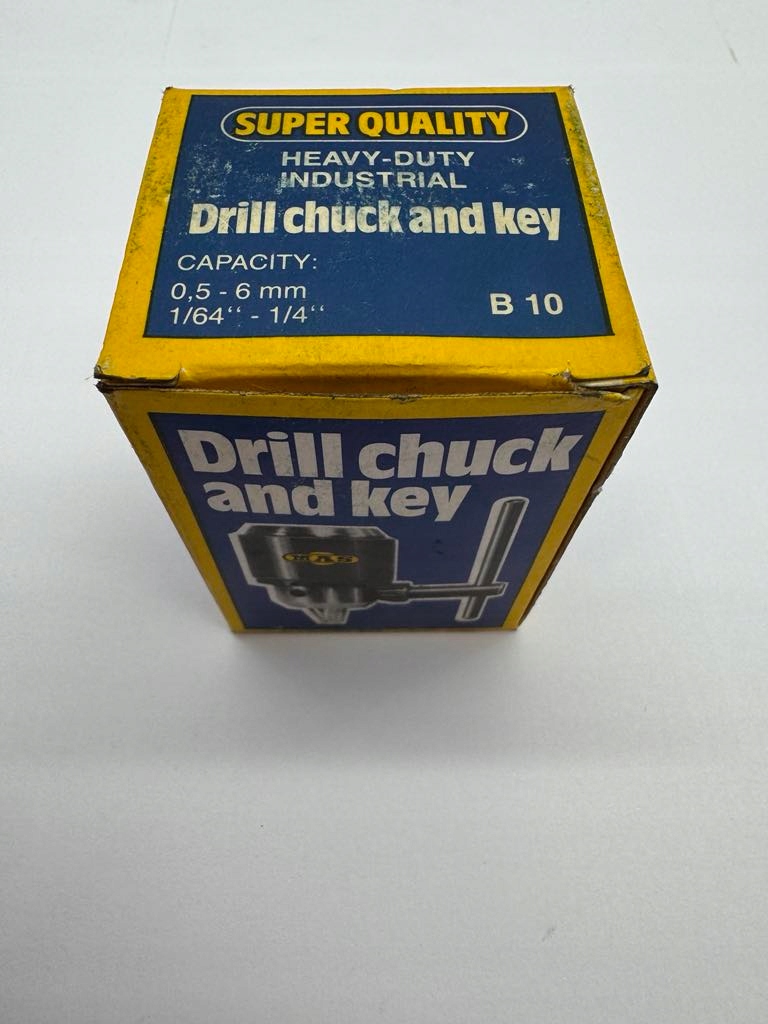 SUPER QUALITY
HEAVY-DUTY
INDUSTRIAL
Drill chuck and key
CAPACITY:
0,5 - 6 mm
1/64“ - 1/4“
B 10
Drill chuck
and key